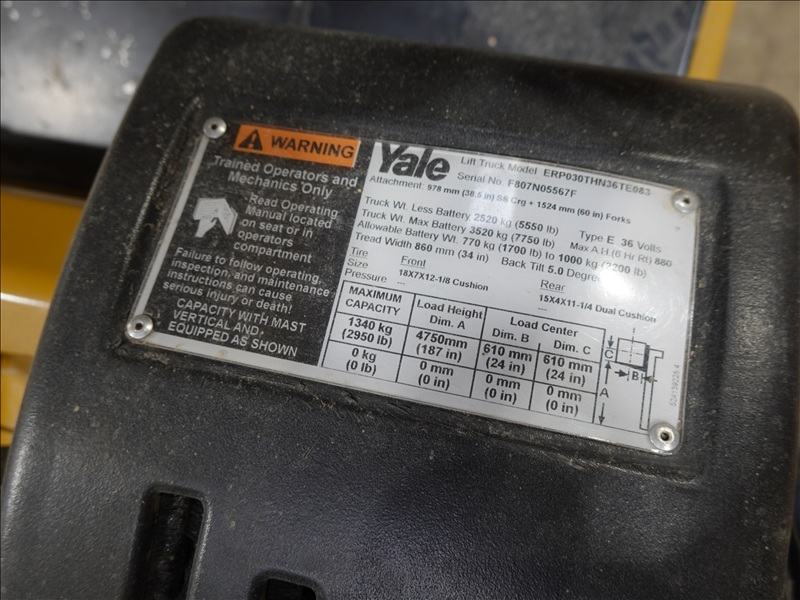 WARNING
Trained Operators and
Mechanics Only
Read Operating
Manual located
on seat or in
operators
compartment
Failure to follow operating,
inspection, and maintenance
instructions can cause
serious injury or death!
CAPACITY WITH MAST
VERTICAL AND
EQUIPPED AS SHOWN
Yale
Lift Truck Model ERP030THN36TE083
Serial No. F807N05567F
Attachment: 978 mm (38.5 in) SS Crg + 1524 mm (60 in) Forks
Truck Wt. Less Battery 2520 kg (5550 lb) Type E 36 Volts
Truck Wt. Max Battery 3520 kg (7750 lb) Max A.H.(6 Hr Rt) 880
Allowable Battery Wt. 770 kg (1700 lb) to 1000 kg (2200 lb)
Tread Width 860 mm (34 in) Back Tilt 5.0 Degrees
Tire Front Rear
Size 18X7X12-1/8 Cushion 15X4X11-1/4 Dual Cushion
Pressure --- ---
MAXIMUM CAPACITY
Load Height Dim. A
Load Center
Dim. B Dim. C
1340 kg 4750mm 610 mm 610 mm
(2950 lb) (187 in) (24 in) (24 in)
0 kg 0 mm 0 mm 0 mm
(0 lb) (0 in) (0 in) (0 in)
C
B
A